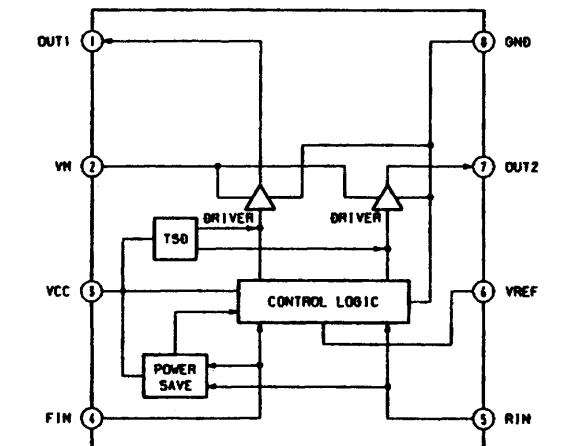 OUT1 1 8 GND
VM 2 7 OUT2
DRIVER DRIVER
TSD
VCC 3 6 VREF
CONTROL LOGIC
POWER
SAVE
FIN 4 5 RIN